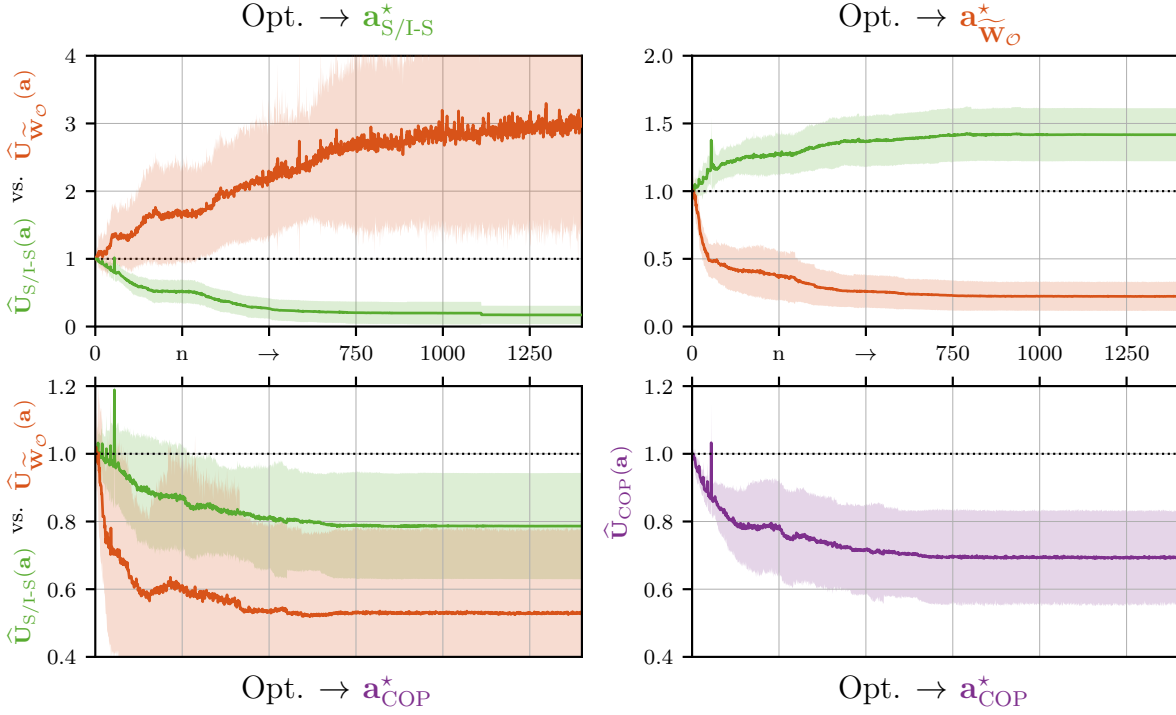 Opt. → a⋆S/I-S
Opt. → a⋆W̃𝒪
ÛS/I-S(a) vs. ÛW̃𝒪(a)
4
3
2
1
0
2.0
1.5
1.0
0.5
0.0
0 n → 750 1000 1250
0 n → 750 1000 1250
ÛS/I-S(a) vs. ÛW̃𝒪(a)
1.2
1.0
0.8
0.6
0.4
ÛCOP(a)
1.2
1.0
0.8
0.6
0.4
Opt. → a⋆COP
Opt. → a⋆COP